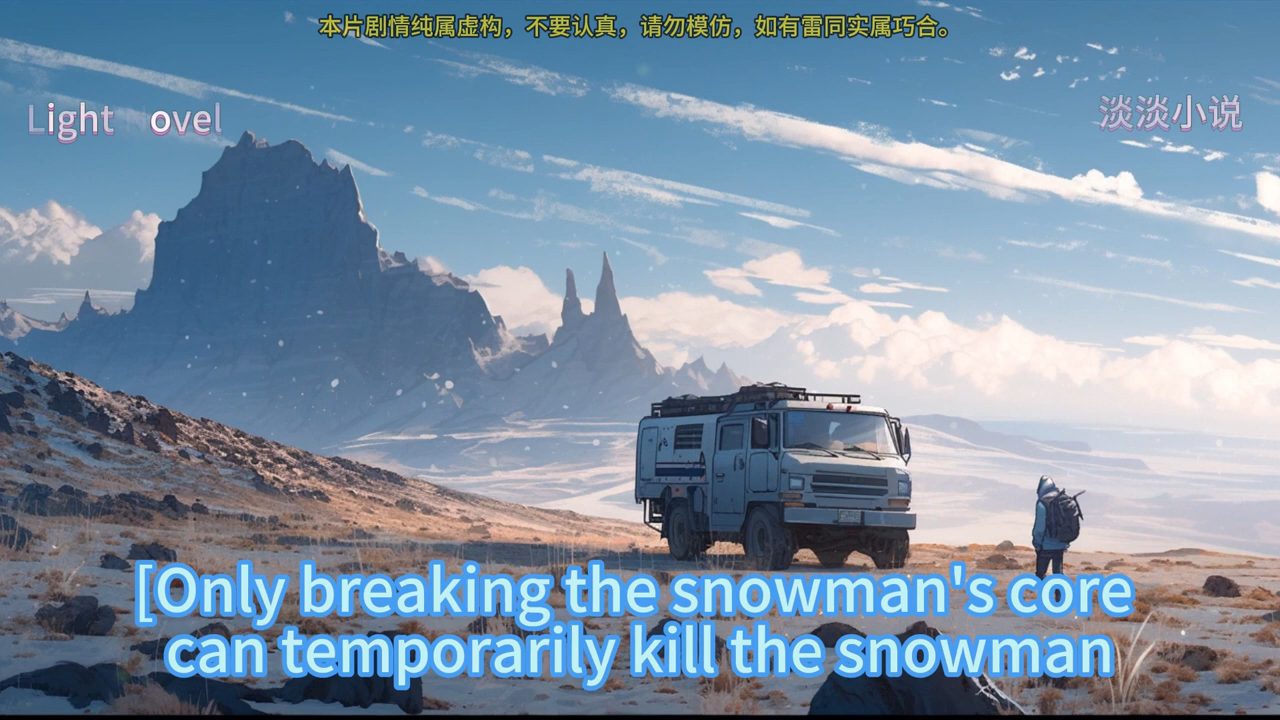 本片剧情纯属虚构，不要认真，请勿模仿，如有雷同实属巧合。
Light ovel
淡淡小说
[Only breaking the snowman's core
can temporarily kill the snowman